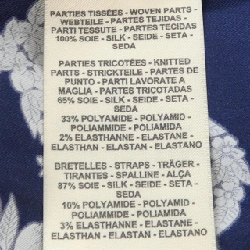 PARTIES TISSÉES - WOVEN PARTS -
WEBTEILE - PARTES TEJIDAS -
PARTI TESSUTE - PARTES TECIDAS
100% SOIE - SILK - SEIDE - SETA -
SEDA
PARTIES TRICOTÉES - KNITTED
PARTS - STRICKTEILE - PARTES DE
PUNTO - PARTI LAVORATE A
MAGLIA - PARTES TRICOTADAS
65% SOIE - SILK - SEIDE - SETA -
SEDA
33% POLYAMIDE - POLYAMID -
POLIAMMIDE - POLIAMIDA
2% ELASTHANNE - ELASTANE -
ELASTHAN - ELASTAN - ELASTANO
BRETELLES - STRAPS - TRÄGER -
TIRANTES - SPALLINE - ALÇA
87% SOIE - SILK - SEIDE - SETA -
SEDA
10% POLYAMIDE - POLYAMID -
POLIAMMIDE - POLIAMIDA
3% ELASTHANNE - ELASTANE -
ELASTHAN - ELASTAN - ELASTANO